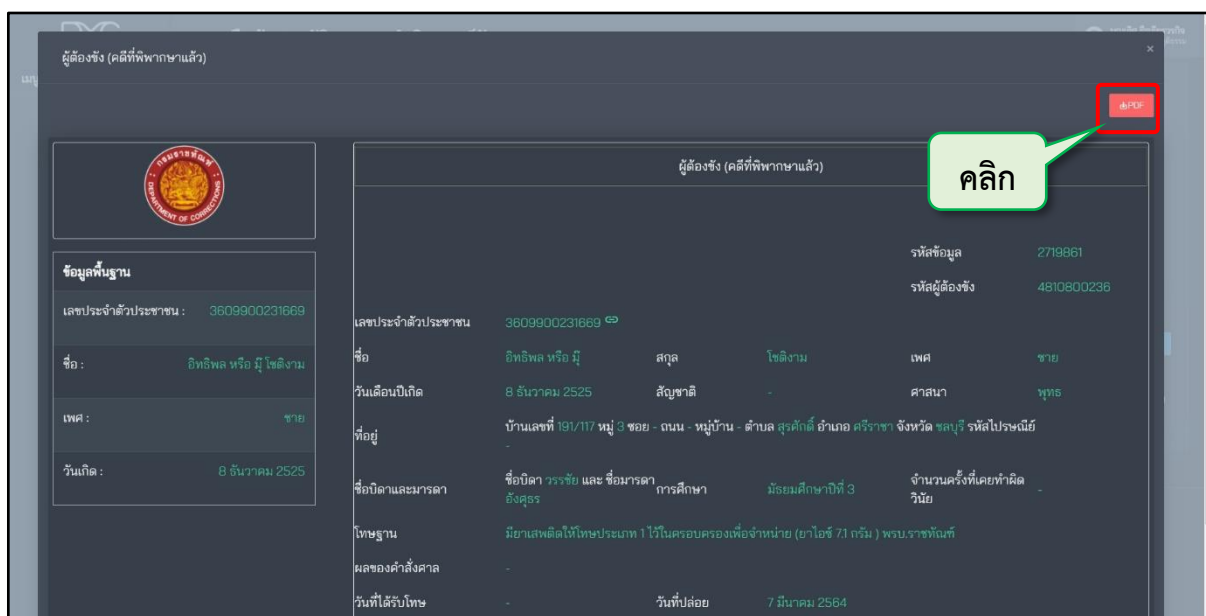 ผู้ต้องขัง (คดีที่พิพากษาแล้ว)
×
PDF
คลิก
กรมราชทัณฑ์
DEPARTMENT OF CORRECTIONS
ผู้ต้องขัง (คดีที่พิพากษาแล้ว)
ข้อมูลพื้นฐาน
เลขประจำตัวประชาชน : 3609900231669
ชื่อ : อิทธิพล หรือ มุ๊ โชติงาม
เพศ : ชาย
วันเกิด : 8 ธันวาคม 2525
รหัสข้อมูล 2719861
รหัสผู้ต้องขัง 4810800236
เลขประจำตัวประชาชน 3609900231669
ชื่อ อิทธิพล หรือ มุ๊ สกุล โชติงาม เพศ ชาย
วันเดือนปีเกิด 8 ธันวาคม 2525 สัญชาติ - ศาสนา พุทธ
ที่อยู่ บ้านเลขที่ 191/117 หมู่ 3 ซอย - ถนน - หมู่บ้าน - ตำบล สุรศักดิ์ อำเภอ ศรีราชา จังหวัด ชลบุรี รหัสไปรษณีย์
-
ชื่อบิดาและมารดา ชื่อบิดา วรรชัย และ ชื่อมารดา อังศุธร การศึกษา มัธยมศึกษาปีที่ 3 จำนวนครั้งที่เคยทำผิดวินัย -
โทษฐาน มียาเสพติดให้โทษประเภท 1 ไว้ในครอบครองเพื่อจำหน่าย (ยาไอซ์ 7.1 กรัม ) พรบ.ราชทัณฑ์
ผลของคำสั่งศาล -
วันที่ได้รับโทษ - วันที่ปล่อย 7 มีนาคม 2564